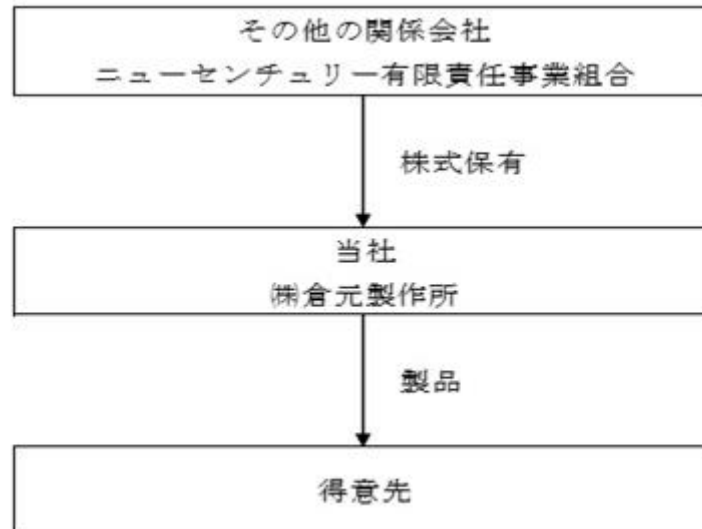 その他の関係会社
ニューセンチュリー有限責任事業組合
株式保有
当社
㈱倉元製作所
製品
得意先